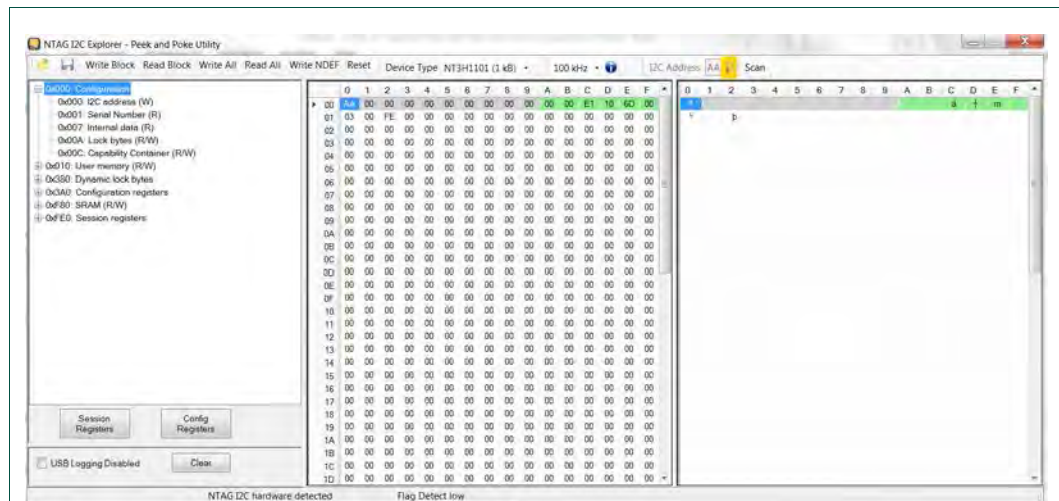 NTAG I2C Explorer - Peek and Poke Utility
Write Block Read Block Write All Read All Write NDEF Reset Device Type NT3H1101 (1 kB) 100 kHz I2C Address AA Scan
0x000: Configuration
0x000: I2C address (W)
0x001: Serial Number (R)
0x007: Internal data (R)
0x00A: Lock bytes (R/W)
0x00C: Capability Container (R/W)
0x010: User memory (R/W)
0x380: Dynamic lock bytes
0x3A0: Configuration registers
0xF80: SRAM (R/W)
0xFE0: Session registers
Session Registers
Config Registers
USB Logging Disabled
Clear
0 1 2 3 4 5 6 7 8 9 A B C D E F
00 AA 00 00 00 00 00 00 00 00 00 00 00 E1 10 6D 00
01 03 00 FE 00 00 00 00 00 00 00 00 00 00 00 00 00
02 00 00 00 00 00 00 00 00 00 00 00 00 00 00 00 00
03 00 00 00 00 00 00 00 00 00 00 00 00 00 00 00 00
04 00 00 00 00 00 00 00 00 00 00 00 00 00 00 00 00
05 00 00 00 00 00 00 00 00 00 00 00 00 00 00 00 00
06 00 00 00 00 00 00 00 00 00 00 00 00 00 00 00 00
07 00 00 00 00 00 00 00 00 00 00 00 00 00 00 00 00
08 00 00 00 00 00 00 00 00 00 00 00 00 00 00 00 00
09 00 00 00 00 00 00 00 00 00 00 00 00 00 00 00 00
0A 00 00 00 00 00 00 00 00 00 00 00 00 00 00 00 00
0B 00 00 00 00 00 00 00 00 00 00 00 00 00 00 00 00
0C 00 00 00 00 00 00 00 00 00 00 00 00 00 00 00 00
0D 00 00 00 00 00 00 00 00 00 00 00 00 00 00 00 00
0E 00 00 00 00 00 00 00 00 00 00 00 00 00 00 00 00
0F 00 00 00 00 00 00 00 00 00 00 00 00 00 00 00 00
10 00 00 00 00 00 00 00 00 00 00 00 00 00 00 00 00
11 00 00 00 00 00 00 00 00 00 00 00 00 00 00 00 00
12 00 00 00 00 00 00 00 00 00 00 00 00 00 00 00 00
13 00 00 00 00 00 00 00 00 00 00 00 00 00 00 00 00
14 00 00 00 00 00 00 00 00 00 00 00 00 00 00 00 00
15 00 00 00 00 00 00 00 00 00 00 00 00 00 00 00 00
16 00 00 00 00 00 00 00 00 00 00 00 00 00 00 00 00
17 00 00 00 00 00 00 00 00 00 00 00 00 00 00 00 00
18 00 00 00 00 00 00 00 00 00 00 00 00 00 00 00 00
19 00 00 00 00 00 00 00 00 00 00 00 00 00 00 00 00
1A 00 00 00 00 00 00 00 00 00 00 00 00 00 00 00 00
1B 00 00 00 00 00 00 00 00 00 00 00 00 00 00 00 00
1C 00 00 00 00 00 00 00 00 00 00 00 00 00 00 00 00
1D 00 00 00 00 00 00 00 00 00 00 00 00 00 00 00 00
0 1 2 3 4 5 6 7 8 9 A B C D E F
á m
þ
NTAG I2C hardware detected Flag Detect low